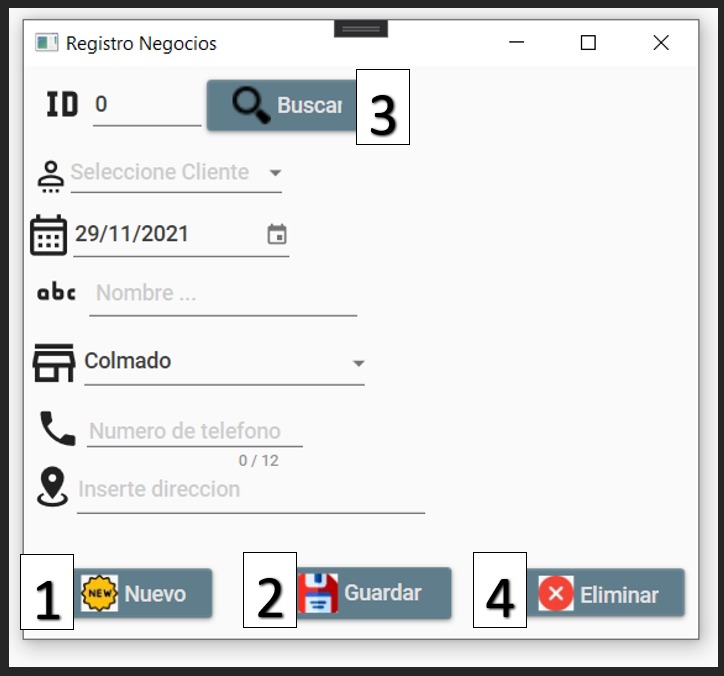 Registro Negocios
ID 0 Buscar 3
Seleccione Cliente
29/11/2021
abc Nombre ...
Colmado
Numero de telefono
0 / 12
Inserte direccion
1 NEW Nuevo 2 Guardar 4 Eliminar